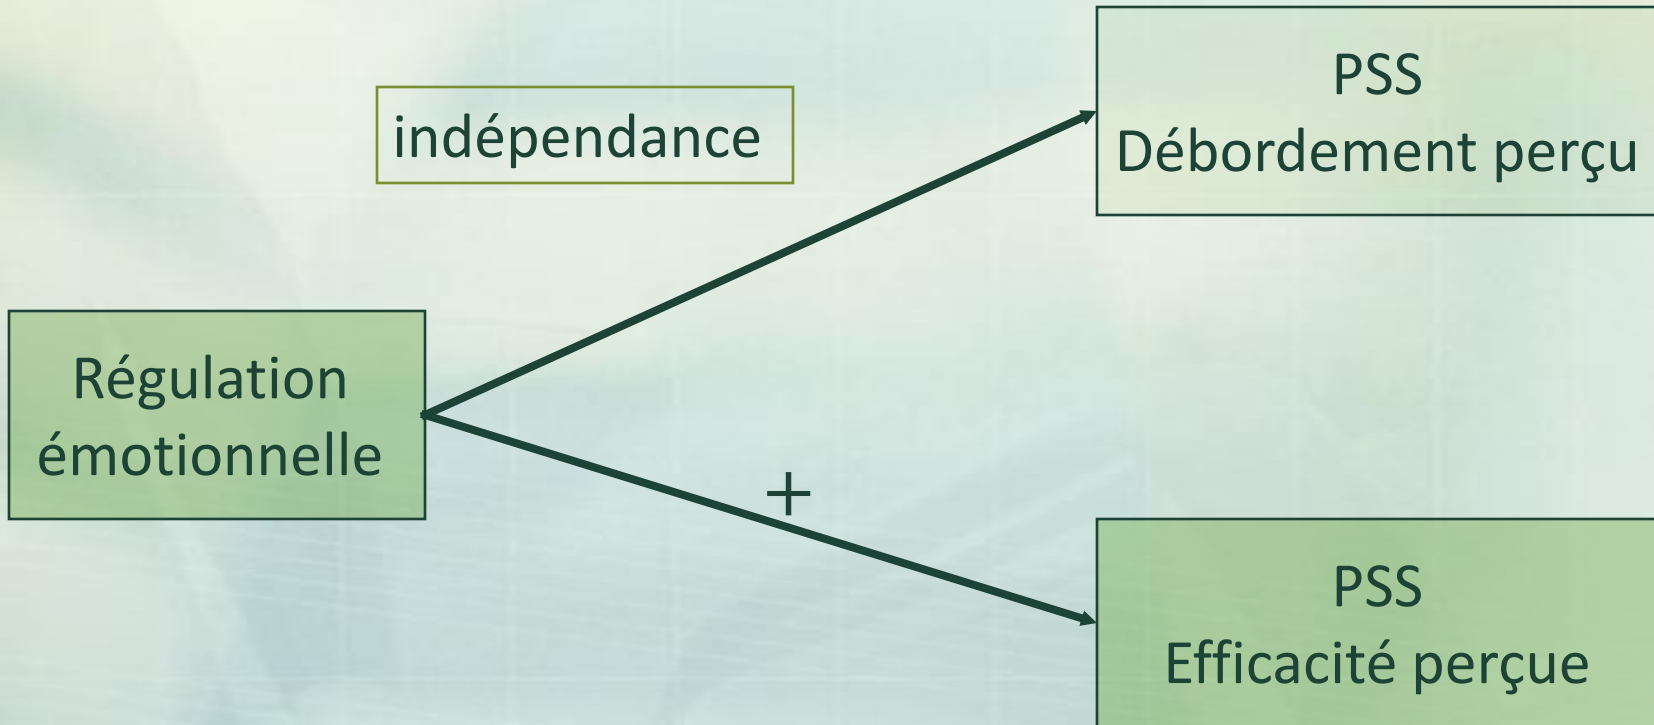 PSS
Débordement perçu
indépendance
Régulation
émotionnelle
+
PSS
Efficacité perçue